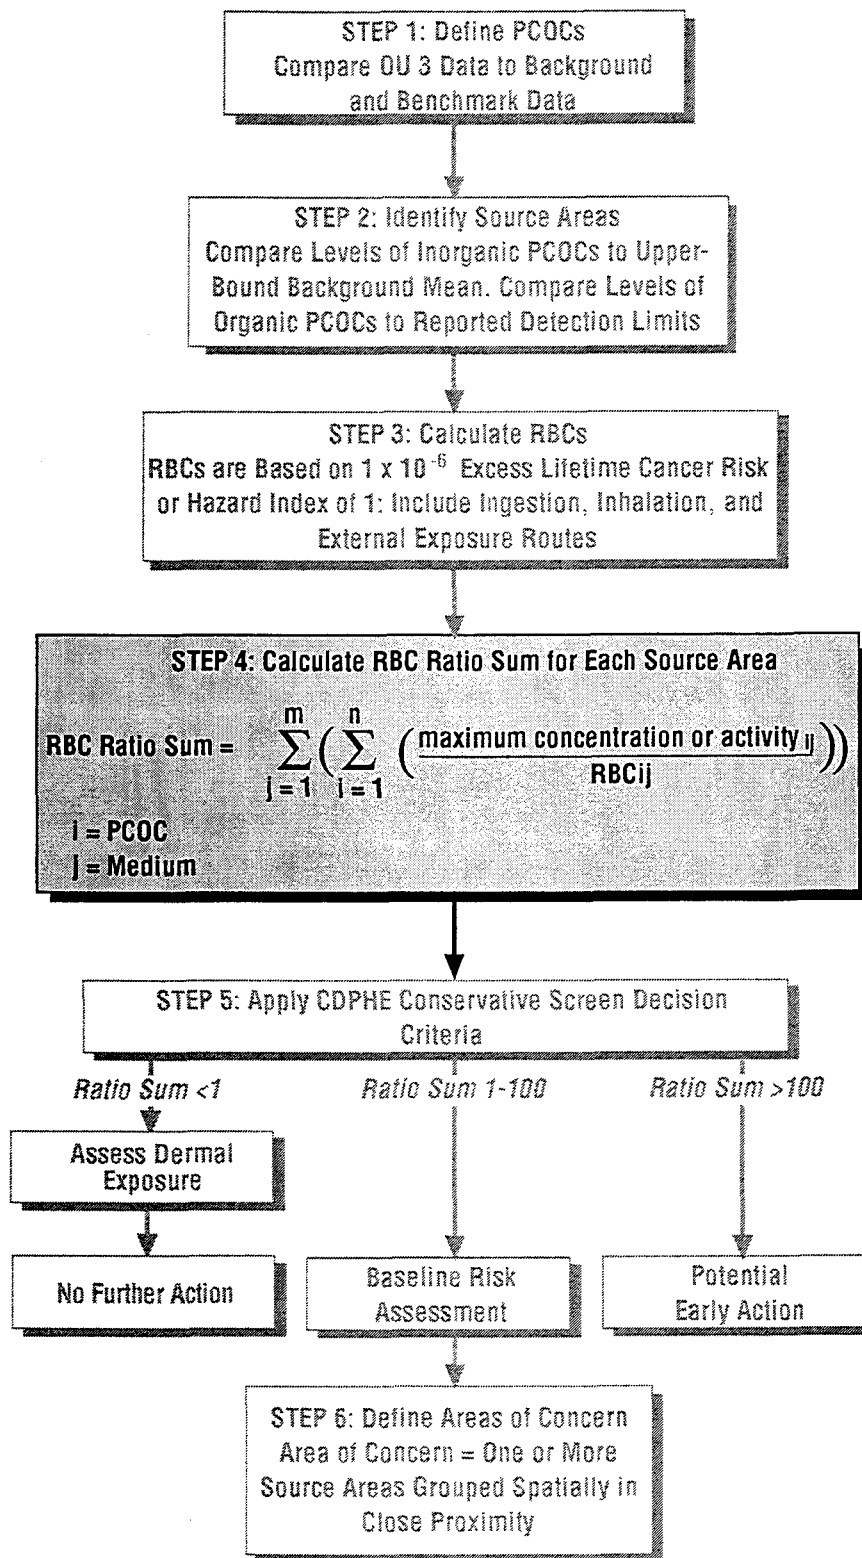 STEP 1: Define PCOCs
Compare OU 3 Data to Background
and Benchmark Data
STEP 2: Identify Source Areas
Compare Levels of Inorganic PCOCs to Upper-
Bound Background Mean. Compare Levels of
Organic PCOCs to Reported Detection Limits
STEP 3: Calculate RBCs
RBCs are Based on 1 x 10⁻⁶ Excess Lifetime Cancer Risk
or Hazard Index of 1: Include Ingestion, Inhalation, and
External Exposure Routes
STEP 4: Calculate RBC Ratio Sum for Each Source Area
m n
RBC Ratio Sum = Σ ( Σ ( maximum concentration or activity ij / RBCij ))
j = 1 i = 1
i = PCOC
j = Medium
STEP 5: Apply CDPHE Conservative Screen Decision
Criteria
Ratio Sum <1 Ratio Sum 1-100 Ratio Sum >100
Assess Dermal
Exposure
No Further Action
Baseline Risk
Assessment
Potential
Early Action
STEP 6: Define Areas of Concern
Area of Concern = One or More
Source Areas Grouped Spatially in
Close Proximity